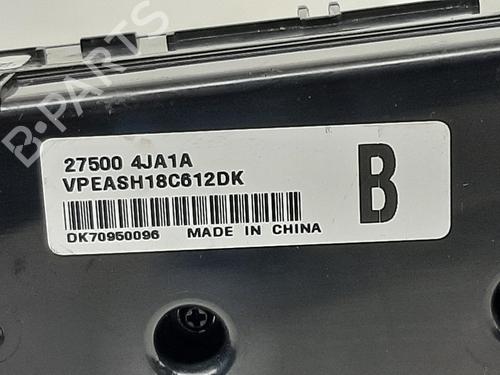 B-PARTS
27500 4JA1A
VPEASH18C612DK
B
DK70950096 MADE IN CHINA